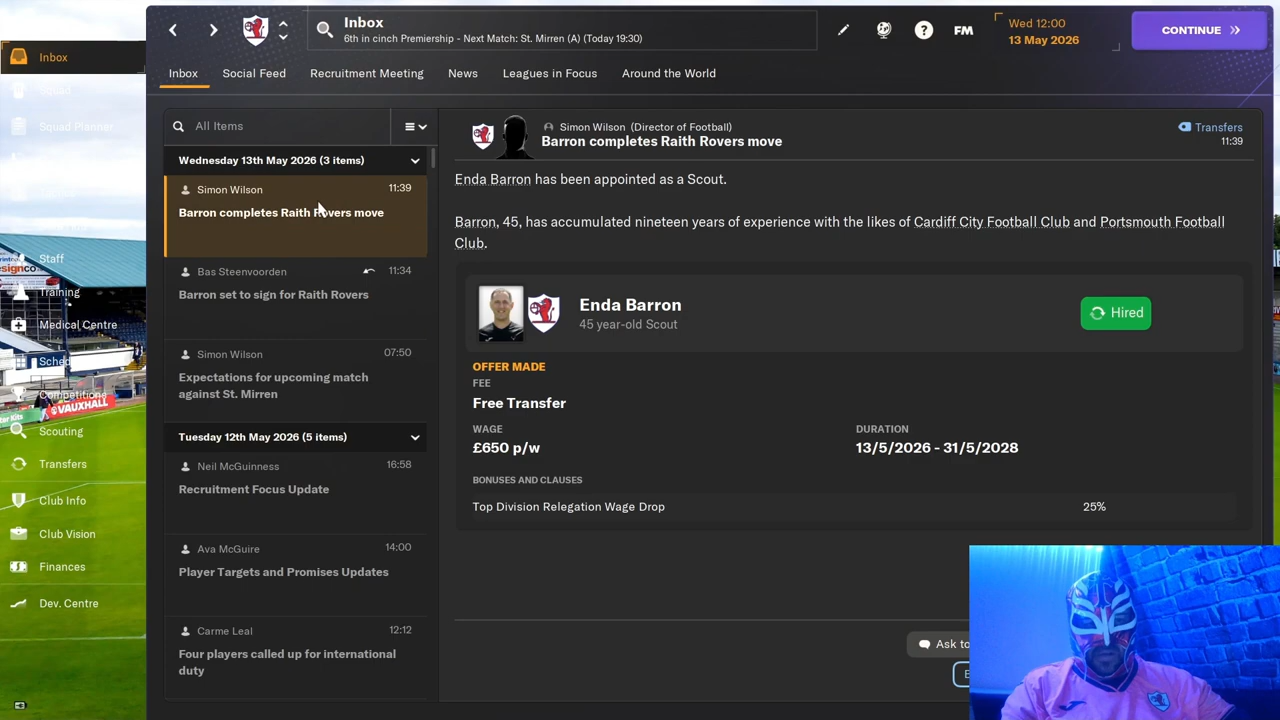 Inbox
6th in cinch Premiership - Next Match: St. Mirren (A) (Today 19:30)
FM
Wed 12:00
13 May 2026
CONTINUE
Inbox
Squad Planner
Staff
Training
Medical Centre
Competitions
VAUXHALL
Scouting
Transfers
Club Info
Club Vision
Finances
Dev. Centre
Inbox
Social Feed
Recruitment Meeting
News
Leagues in Focus
Around the World
All Items
Wednesday 13th May 2026 (3 items)
Simon Wilson
11:39
Barron completes Raith Rovers move
Bas Steenvoorden
11:34
Barron set to sign for Raith Rovers
Simon Wilson
07:50
Expectations for upcoming match
against St. Mirren
Tuesday 12th May 2026 (5 items)
Neil McGuinness
16:58
Recruitment Focus Update
Ava McGuire
14:00
Player Targets and Promises Updates
Carme Leal
12:12
Four players called up for international
duty
Simon Wilson (Director of Football)
Barron completes Raith Rovers move
Transfers
11:39
Enda Barron has been appointed as a Scout.
Barron, 45, has accumulated nineteen years of experience with the likes of Cardiff City Football Club and Portsmouth Football
Club.
Enda Barron
45 year-old Scout
Hired
OFFER MADE
FEE
Free Transfer
WAGE
£650 p/w
DURATION
13/5/2026 - 31/5/2028
BONUSES AND CLAUSES
Top Division Relegation Wage Drop
25%
Ask to